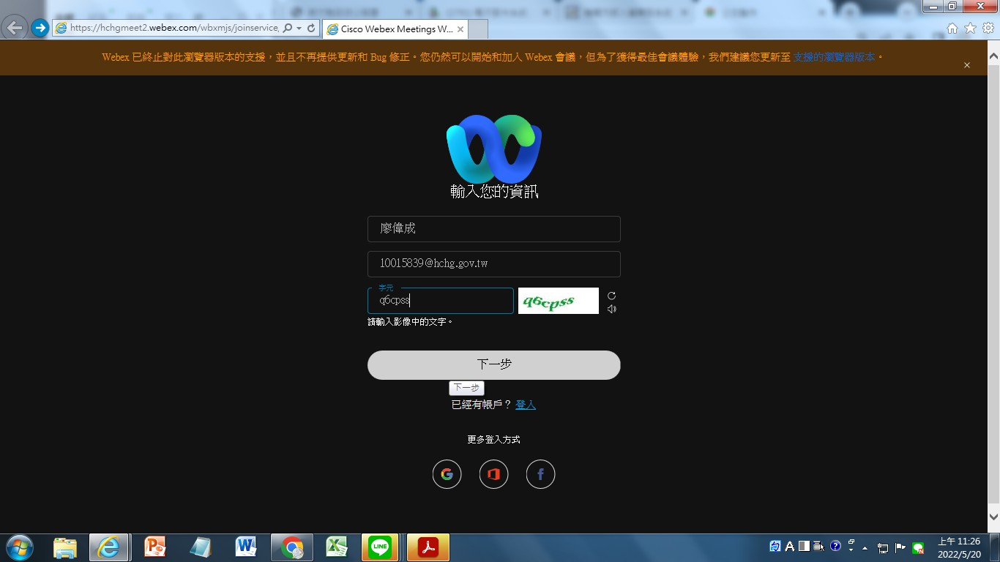 https://hchgmeet2.webex.com/wbxmjs/joinservice,
Cisco Webex Meetings W...
Webex 已終止對此瀏覽器版本的支援，並且不再提供更新和 Bug 修正。您仍然可以開始和加入 Webex 會議，但為了獲得最佳會議體驗，我們建議您更新至 支援的瀏覽器版本。
輸入您的資訊
廖偉成
10015839@hchg.gov.tw
字元
q6cpss
q6cpss
請輸入影像中的文字。
下一步
下一步
已經有帳戶？ 登入
更多登入方式
LINE
A
上午 11:26
2022/5/20